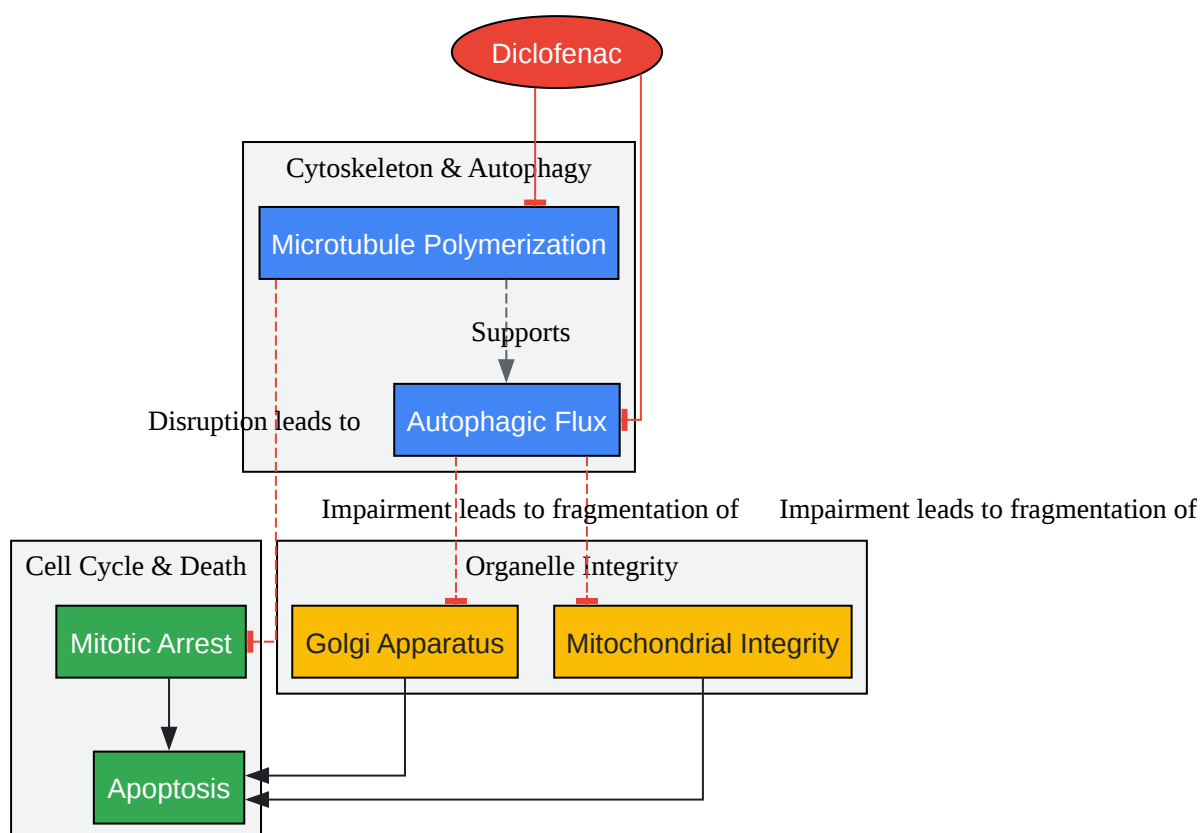 Diclofenac
Cytoskeleton & Autophagy
Microtubule Polymerization
Supports
Autophagic Flux
Disruption leads to
Impairment leads to fragmentation of
Impairment leads to fragmentation of
Cell Cycle & Death
Organelle Integrity
Mitotic Arrest
Golgi Apparatus
Mitochondrial Integrity
Apoptosis